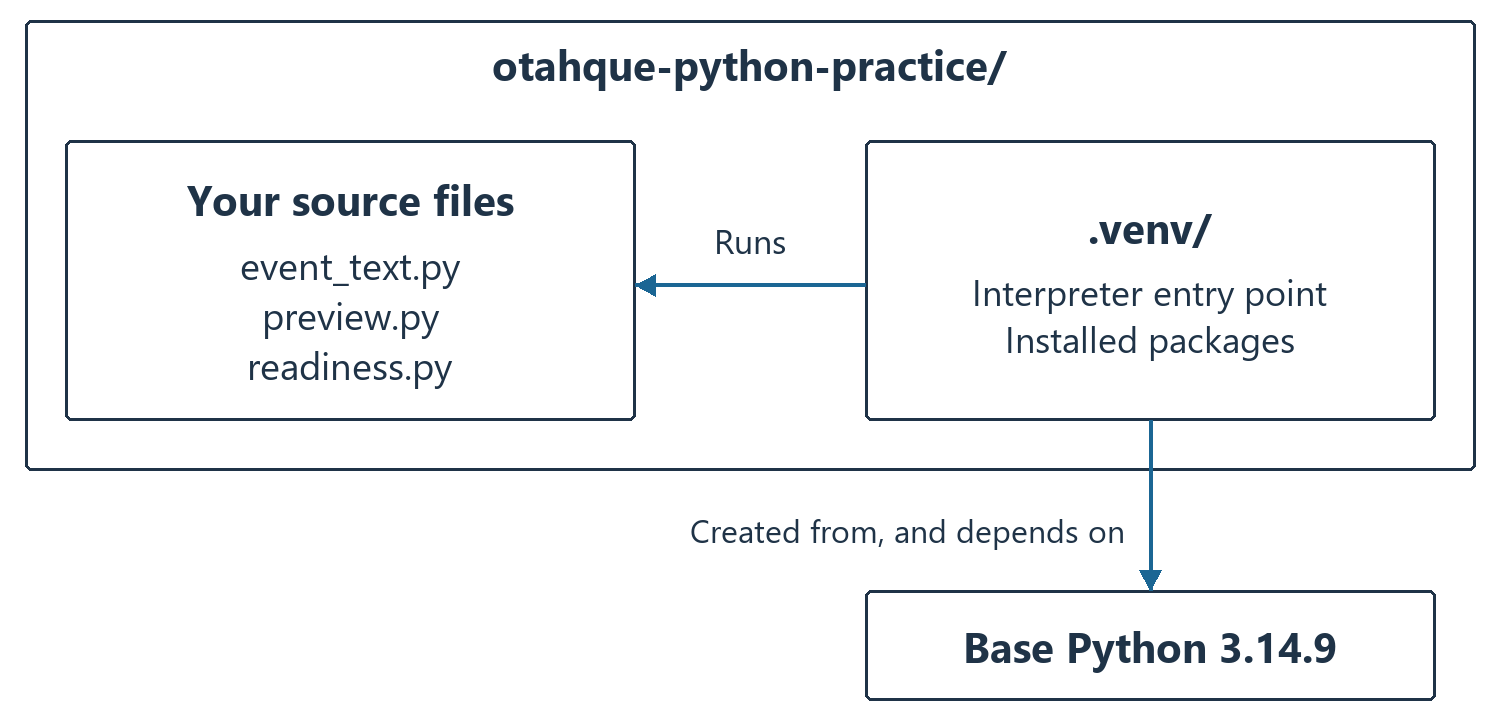 otahque-python-practice/
Your source files
event_text.py
preview.py
readiness.py
Runs
.venv/
Interpreter entry point
Installed packages
Created from, and depends on
Base Python 3.14.9